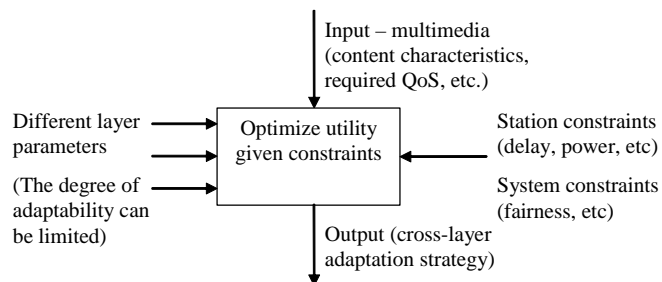 Input – multimedia
(content characteristics,
required QoS, etc.)
Different layer
parameters
(The degree of
adaptability can
be limited)
Optimize utility
given constraints
Station constraints
(delay, power, etc)
System constraints
(fairness, etc)
Output (cross-layer
adaptation strategy)